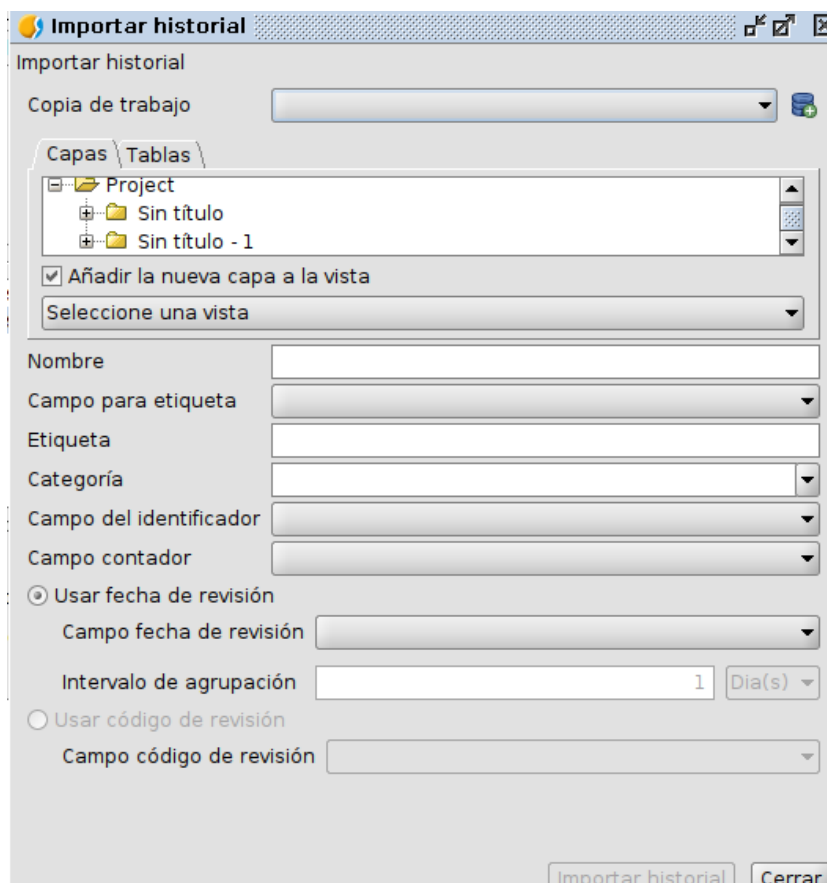 Importar historial
Importar historial
Copia de trabajo
Capas Tablas
Project
Sin título
Sin título - 1
Añadir la nueva capa a la vista
Seleccione una vista
Nombre
Campo para etiqueta
Etiqueta
Categoría
Campo del identificador
Campo contador
Usar fecha de revisión
Campo fecha de revisión
Intervalo de agrupación 1 Dia(s)
Usar código de revisión
Campo código de revisión
Importar historial Cerrar